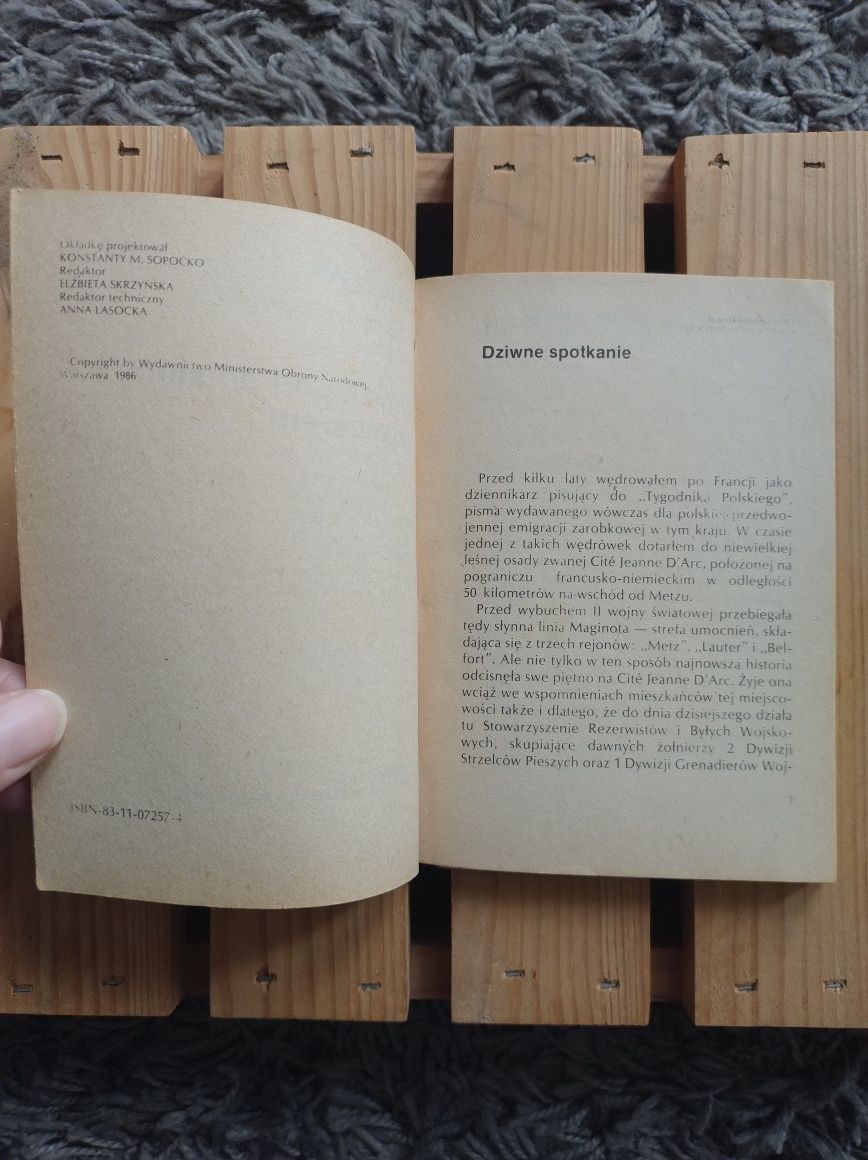 Okładkę projektował
KONSTANTY M. SOPOĆKO
Redaktor
ELŻBIETA SKRZYŃSKA
Redaktor techniczny
ANNA LASOCKA
Copyright by Wydawnictwo Ministerstwa Obrony Narodowej,
Warszawa 1986
ISBN-83-11-07257-4
Dziwne spotkanie
Przed kilku laty wędrowałem po Francji jako
dziennikarz pisujący do „Tygodnika Polskiego”,
pisma wydawanego wówczas dla polskiej przedwo-
jennej emigracji zarobkowej w tym kraju. W czasie
jednej z takich wędrówek dotarłem do niewielkiej
leśnej osady zwanej Cité Jeanne D'Arc, położonej na
pograniczu francusko-niemieckim w odległości
50 kilometrów na wschód od Metzu.
Przed wybuchem II wojny światowej przebiegała
tędy słynna linia Maginota — strefa umocnień, skła-
dająca się z trzech rejonów: „Metz”, „Lauter” i „Bel-
fort”. Ale nie tylko w ten sposób najnowsza historia
odcisnęła swe piętno na Cité Jeanne D'Arc. Żyje ona
wciąż we wspomnieniach mieszkańców tej miejsco-
wości także i dlatego, że do dnia dzisiejszego działa
tu Stowarzyszenie Rezerwistów i Byłych Wojsko-
wych, skupiające dawnych żołnierzy 2 Dywizji
Strzelców Pieszych oraz 1 Dywizji Grenadierów Woj-
3